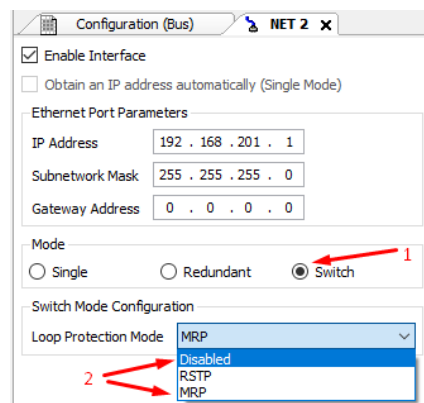 Configuration (Bus) NET 2 x
Enable Interface
Obtain an IP address automatically (Single Mode)
Ethernet Port Parameters
IP Address 192 . 168 . 201 . 1
Subnetwork Mask 255 . 255 . 255 . 0
Gateway Address 0 . 0 . 0 . 0
Mode
1
Single Redundant Switch
Switch Mode Configuration
Loop Protection Mode MRP
Disabled
RSTP
2
MRP